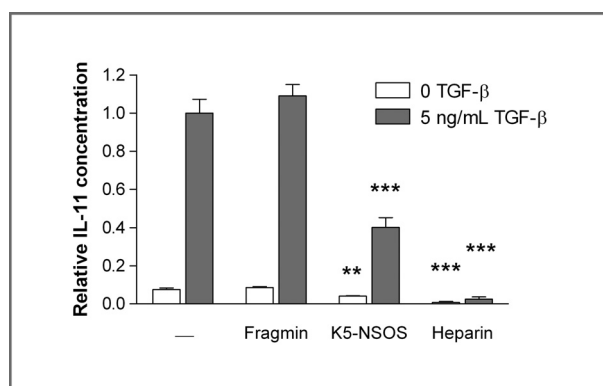 Relative IL-11 concentration
1.2
1.0
0.8
0.6
0.4
0.2
0.0
0 TGF-β
5 ng/mL TGF-β
***
**
***
***
— Fragmin K5-NSOS Heparin